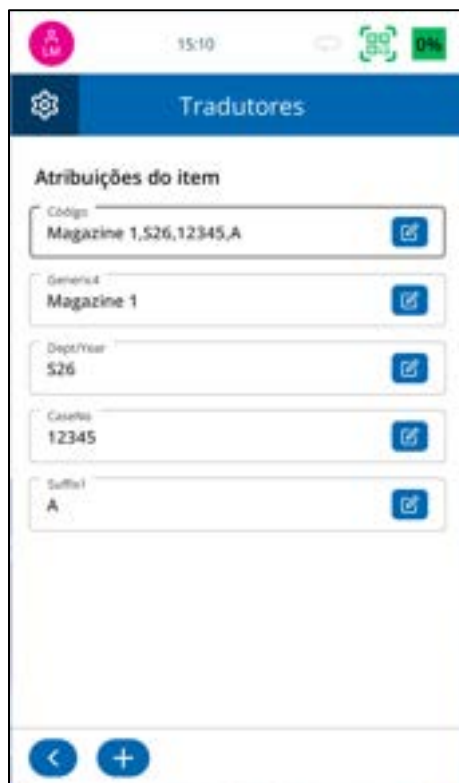 LM
15:10
0%
Tradutores
Atribuições do item
Código
Magazine 1,S26,12345,A
Generic4
Magazine 1
Dept/Year
S26
CaseNo
12345
Suffix1
A